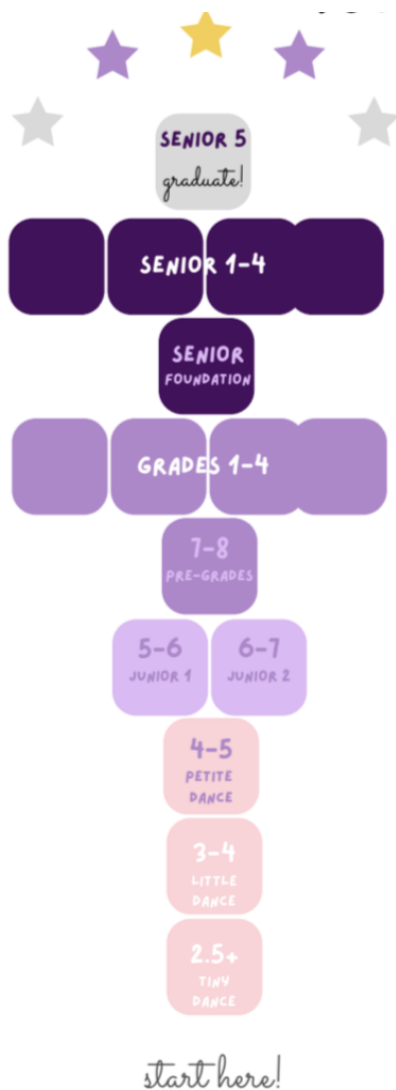 SENIOR 5
graduate!
SENIOR 1-4
SENIOR
FOUNDATION
GRADES 1-4
7-8
PRE-GRADES
5-6
JUNIOR 1
6-7
JUNIOR 2
4-5
PETITE
DANCE
3-4
LITTLE
DANCE
2.5+
TINY
DANCE
start here!